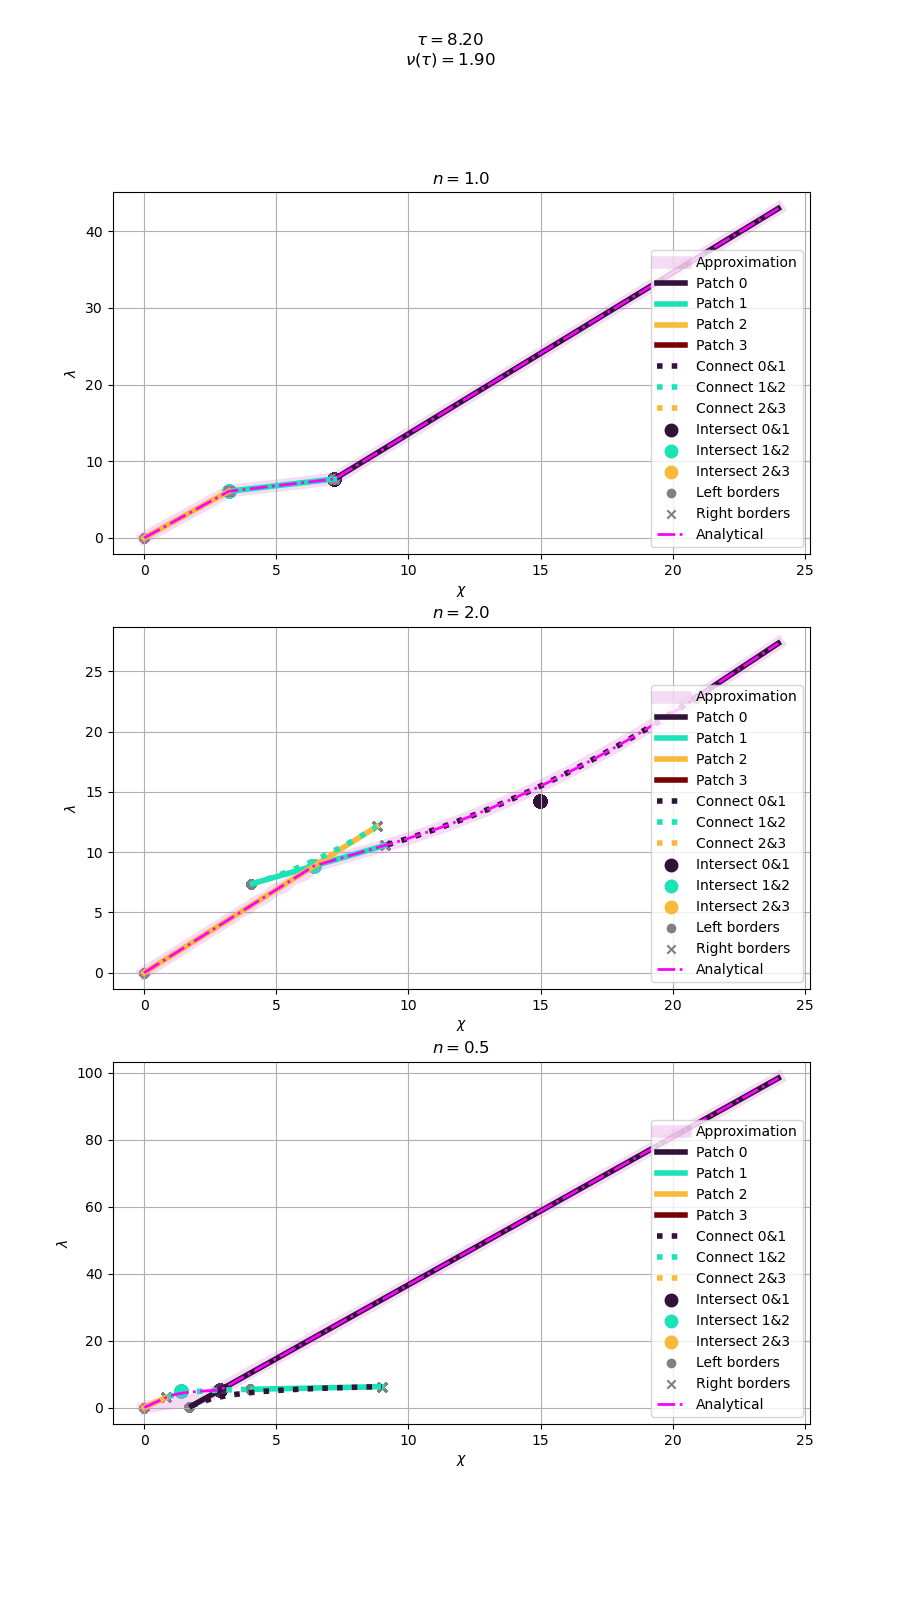 τ = 8.20
ν(τ) = 1.90
n = 1.0
λ
40
30
20
10
0
Approximation
Patch 0
Patch 1
Patch 2
Patch 3
Connect 0&1
Connect 1&2
Connect 2&3
Intersect 0&1
Intersect 1&2
Intersect 2&3
Left borders
Right borders
Analytical
0 5 10 15 20 25
χ
n = 2.0
λ
25
20
15
10
5
0
Approximation
Patch 0
Patch 1
Patch 2
Patch 3
Connect 0&1
Connect 1&2
Connect 2&3
Intersect 0&1
Intersect 1&2
Intersect 2&3
Left borders
Right borders
Analytical
0 5 10 15 20 25
χ
n = 0.5
λ
100
80
60
40
20
0
Approximation
Patch 0
Patch 1
Patch 2
Patch 3
Connect 0&1
Connect 1&2
Connect 2&3
Intersect 0&1
Intersect 1&2
Intersect 2&3
Left borders
Right borders
Analytical
0 5 10 15 20 25
χ